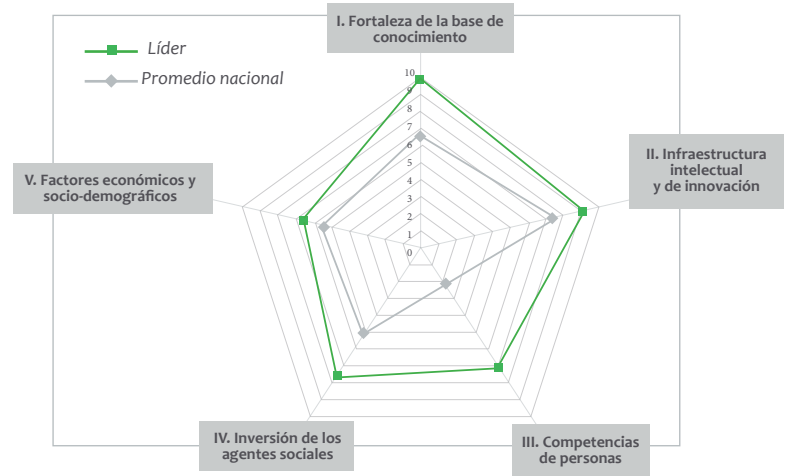 I. Fortaleza de la base de
conocimiento
Líder
Promedio nacional
10
9
8
7
6
5
4
3
2
1
0
II. Infraestructura
intelectual
y de innovación
V. Factores económicos y
socio-demográficos
IV. Inversión de los
agentes sociales
III. Competencias
de personas